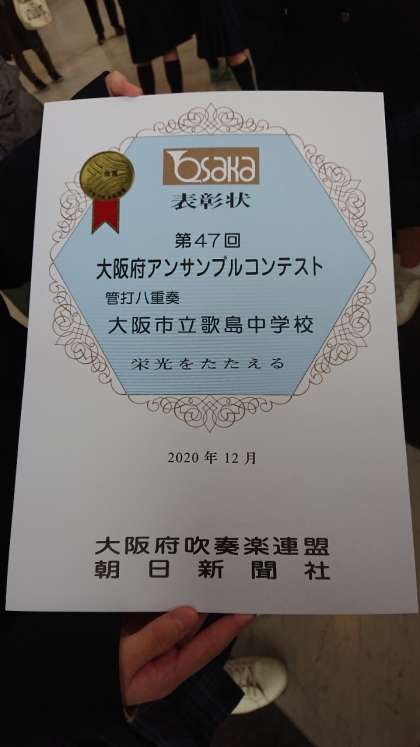 Osaka
表彰状
第47回
大阪府アンサンブルコンテスト
管打八重奏
大阪市立歌島中学校
栄光をたたえる
2020年12月
大阪府吹奏楽連盟
朝日新聞社